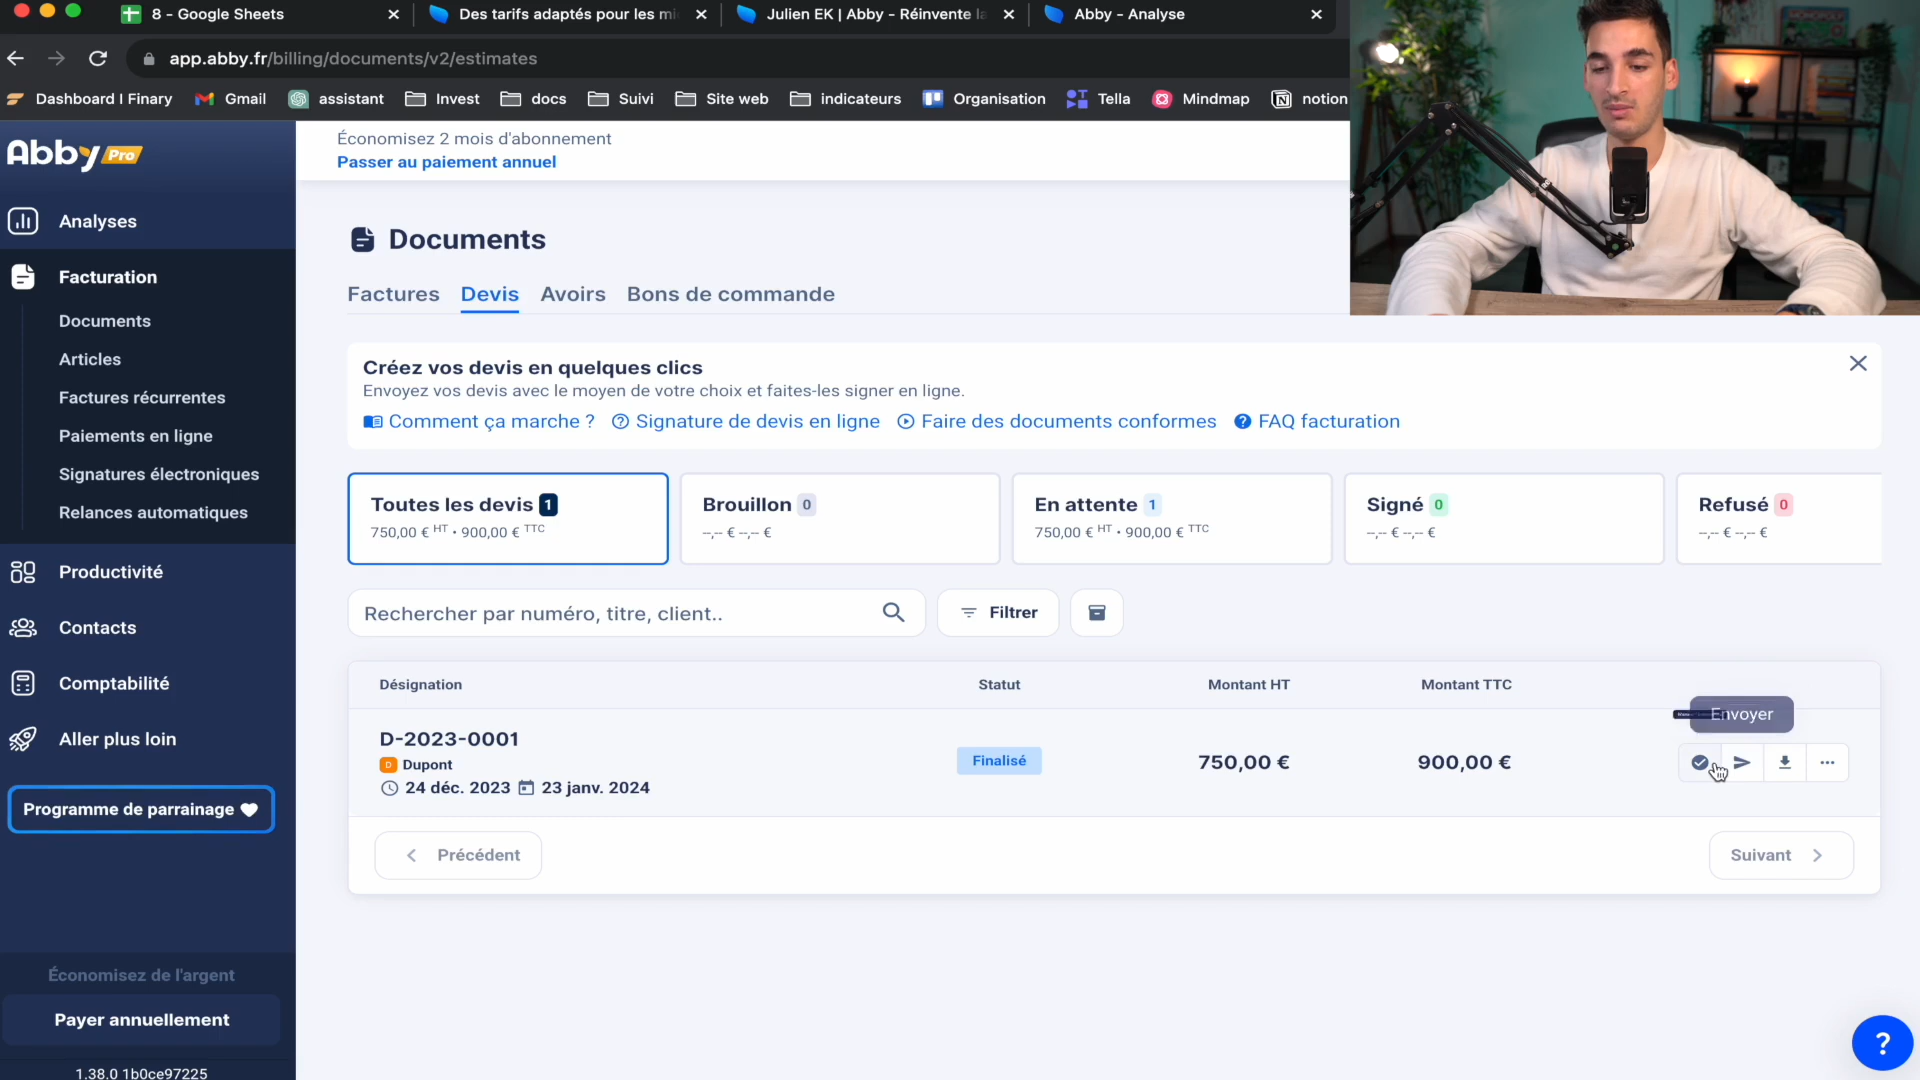 8 - Google Sheets
Des tarifs adaptés pour les mi
Julien EK | Abby - Réinvente la
Abby - Analyse
app.abby.fr/billing/documents/v2/estimates
Dashboard I Finary
Gmail
assistant
Invest
docs
Suivi
Site web
indicateurs
Organisation
Tella
Mindmap
notion
Abby Pro
Économisez 2 mois d'abonnement
Passer au paiement annuel
Analyses
Facturation
Documents
Articles
Factures récurrentes
Paiements en ligne
Signatures électroniques
Relances automatiques
Productivité
Contacts
Comptabilité
Aller plus loin
Programme de parrainage
Économisez de l'argent
Payer annuellement
1.38.0 1b0ce97225
Documents
Factures Devis Avoirs Bons de commande
Créez vos devis en quelques clics
Envoyez vos devis avec le moyen de votre choix et faites-les signer en ligne.
Comment ça marche ? Signature de devis en ligne Faire des documents conformes FAQ facturation
Toutes les devis 1
750,00 € HT • 900,00 € TTC
Brouillon 0
--,-- € --,-- €
En attente 1
750,00 € HT • 900,00 € TTC
Signé 0
--,-- € --,-- €
Refusé 0
--,-- € --,-- €
Rechercher par numéro, titre, client..
Filtrer
Désignation Statut Montant HT Montant TTC
Envoyer
D-2023-0001
D Dupont
24 déc. 2023 23 janv. 2024
Finalisé
750,00 €
900,00 €
Précédent
Suivant
?